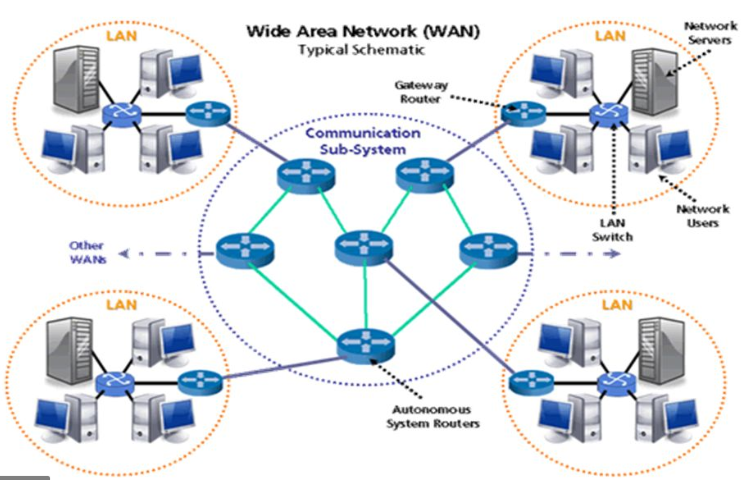 Wide Area Network (WAN)
Typical Schematic
LAN
LAN
Network
Servers
Gateway
Router
Communication
Sub-System
LAN
Switch
Network
Users
Other
WANs
LAN
LAN
Autonomous
System Routers